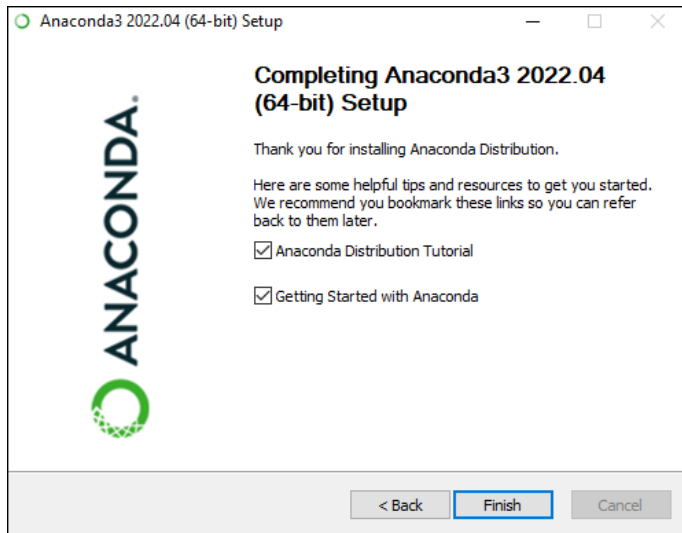 Anaconda3 2022.04 (64-bit) Setup
ANACONDA.
Completing Anaconda3 2022.04
(64-bit) Setup
Thank you for installing Anaconda Distribution.
Here are some helpful tips and resources to get you started.
We recommend you bookmark these links so you can refer
back to them later.
Anaconda Distribution Tutorial
Getting Started with Anaconda
< Back
Finish
Cancel